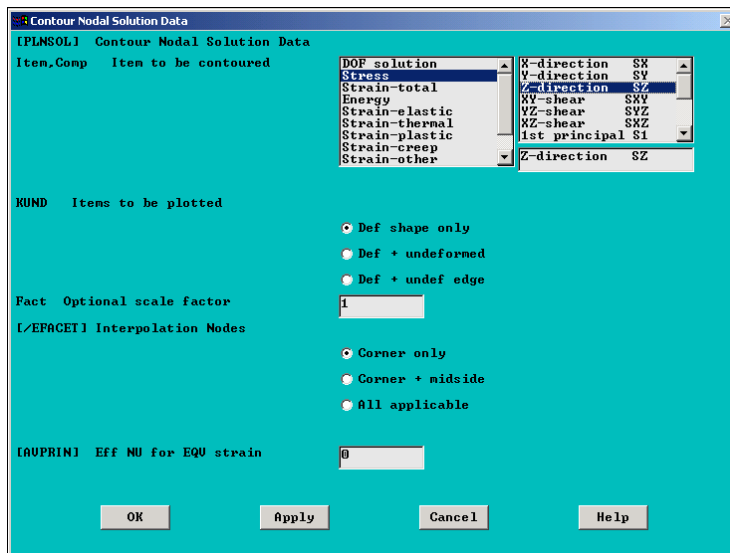 Contour Nodal Solution Data
[PLNSOL] Contour Nodal Solution Data
Item,Comp Item to be contoured
DOF solution
Stress
Strain-total
Energy
Strain-elastic
Strain-thermal
Strain-plastic
Strain-creep
Strain-other
X-direction SX
Y-direction SY
Z-direction SZ
XY-shear SXY
YZ-shear SYZ
XZ-shear SXZ
1st principal S1
Z-direction SZ
KUND Items to be plotted
Def shape only
Def + undeformed
Def + undef edge
Fact Optional scale factor
1
[/EFACET] Interpolation Nodes
Corner only
Corner + midside
All applicable
[AVPRIN] Eff NU for EQV strain
0
OK
Apply
Cancel
Help